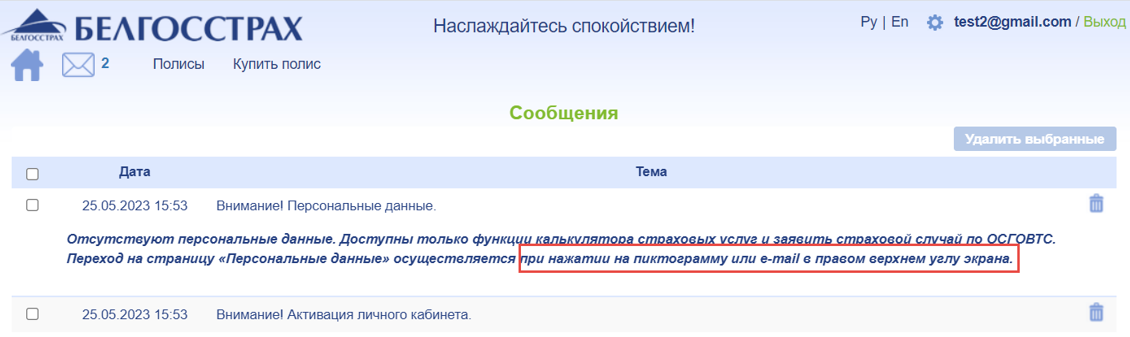 БЕЛГОССТРАХ БЕЛГОССТРАХ Наслаждайтесь спокойствием! Ру | En test2@gmail.com / Выход
2 Полисы Купить полис
Сообщения
Удалить выбранные
Дата Тема
25.05.2023 15:53 Внимание! Персональные данные.
Отсутствуют персональные данные. Доступны только функции калькулятора страховых услуг и заявить страховой случай по ОСГОВТС.
Переход на страницу «Персональные данные» осуществляется при нажатии на пиктограмму или e-mail в правом верхнем углу экрана.
25.05.2023 15:53 Внимание! Активация личного кабинета.